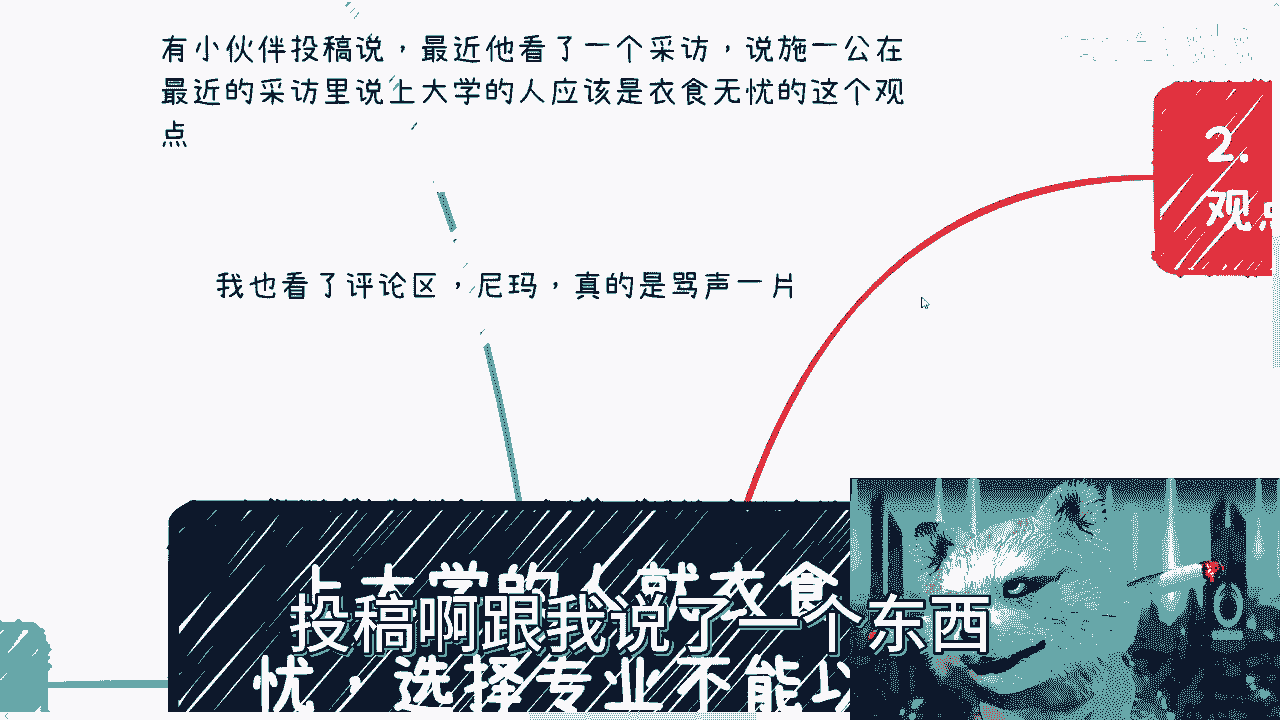 有小伙伴投稿说，最近他看了一个采访，说施一公在
最近的采访里说上大学的人应该是衣食无忧的这个观
点
2.
观点
我也看了评论区，尼玛，真的是骂声一片
上大学的人就衣食
投稿啊跟我说了一个东西
忧，选择专业不能以